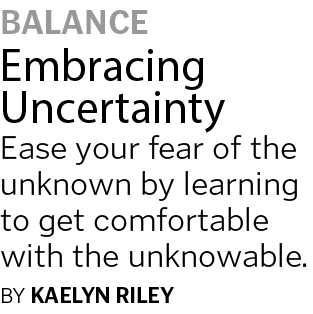 BALANCE
Embracing
Uncertainty
Ease your fear of the
unknown by learning
to get comfortable
with the unknowable.
BY KAELYN RILEY